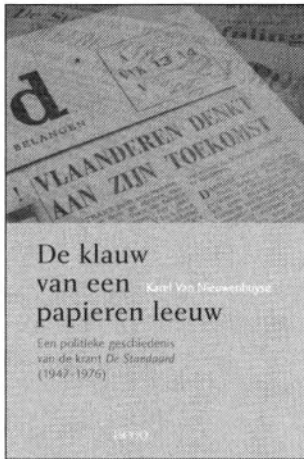 d
BELANGEN
! VLAANDEREN DENKT
AAN ZIJN TOEKOMST
De klauw
van een
papieren leeuw
Karel Van Nieuwenhuyse
Een politieke geschiedenis
van de krant De Standaard
(1947-1976)